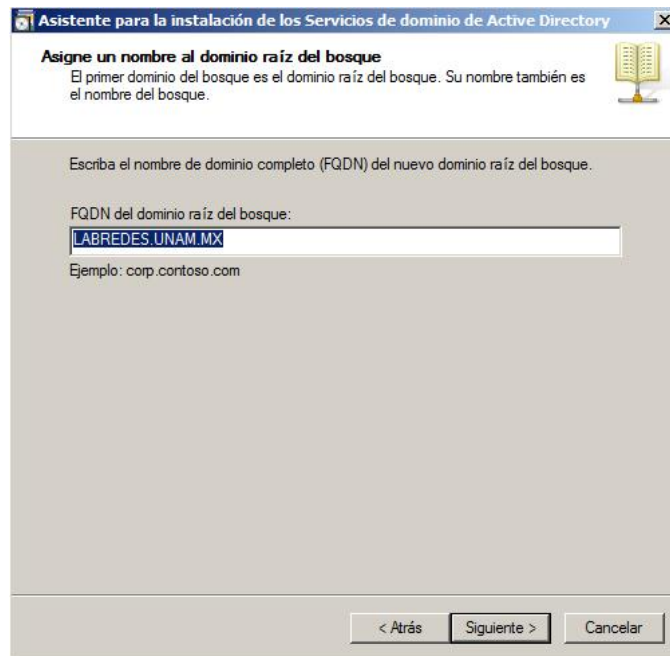 Asistente para la instalación de los Servicios de dominio de Active Directory
Asigne un nombre al dominio raíz del bosque
El primer dominio del bosque es el dominio raíz del bosque. Su nombre también es
el nombre del bosque.
Escriba el nombre de dominio completo (FQDN) del nuevo dominio raíz del bosque.
FQDN del dominio raíz del bosque:
LABREDES.UNAM.MX
Ejemplo: corp.contoso.com
< Atrás
Siguiente >
Cancelar